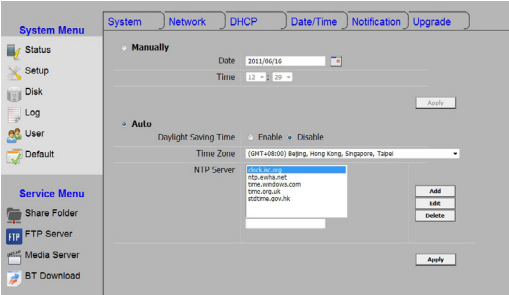 System Menu
Status
Setup
Disk
Log
User
Default
Service Menu
Share Folder
FTP FTP Server
Media Server
BT Download
System Network DHCP Date/Time Notification Upgrade
Manually
Date 2011/06/16
Time 12 : 29
Apply
Auto
Daylight Saving Time Enable Disable
Time Zone (GMT+08:00) Beijing, Hong Kong, Singapore, Taipei
NTP Server
clock.isc.org
ntp.ewha.net
time.windows.com
time.org.uk
stdtime.gov.hk
Add
Edit
Delete
Apply